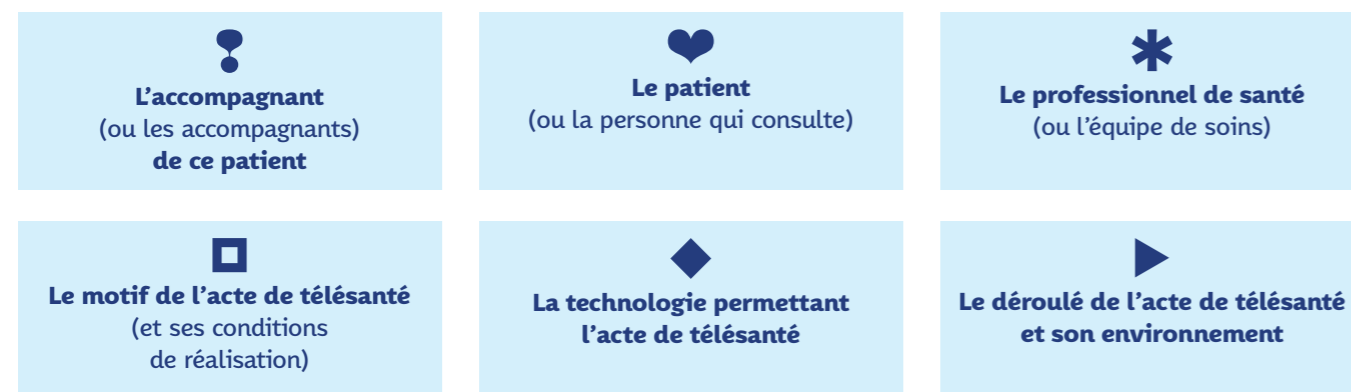 L’accompagnant
(ou les accompagnants)
de ce patient
Le patient
(ou la personne qui consulte)
Le professionnel de santé
(ou l’équipe de soins)
Le motif de l’acte de télésanté
(et ses conditions
de réalisation)
La technologie permettant
l’acte de télésanté
Le déroulé de l’acte de télésanté
et son environnement